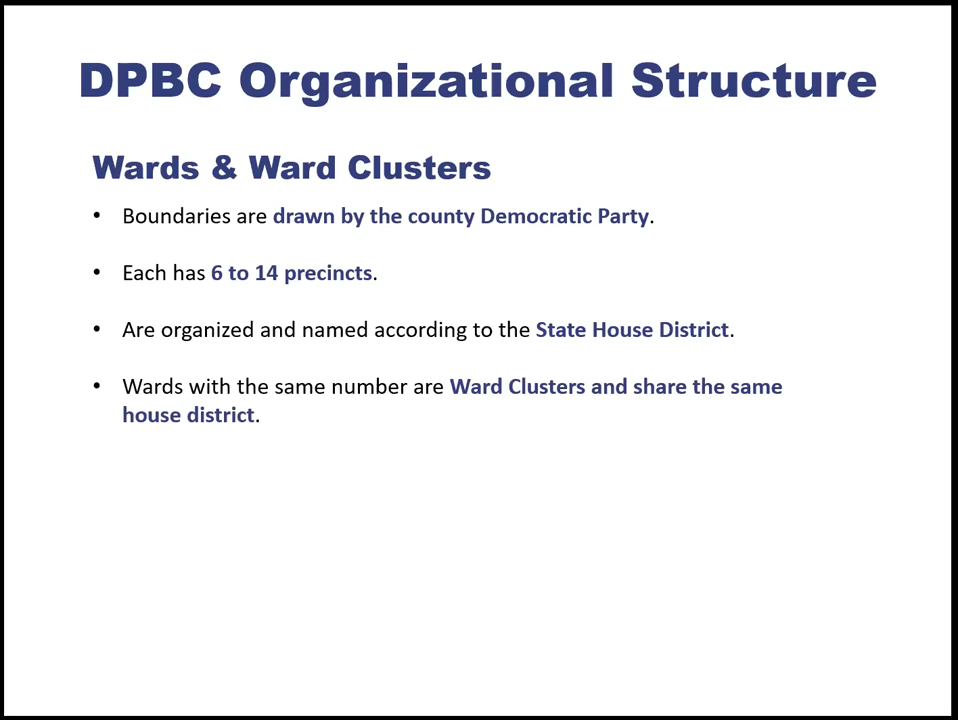 DPBC Organizational Structure
Wards & Ward Clusters
• Boundaries are drawn by the county Democratic Party.
• Each has 6 to 14 precincts.
• Are organized and named according to the State House District.
• Wards with the same number are Ward Clusters and share the same
house district.